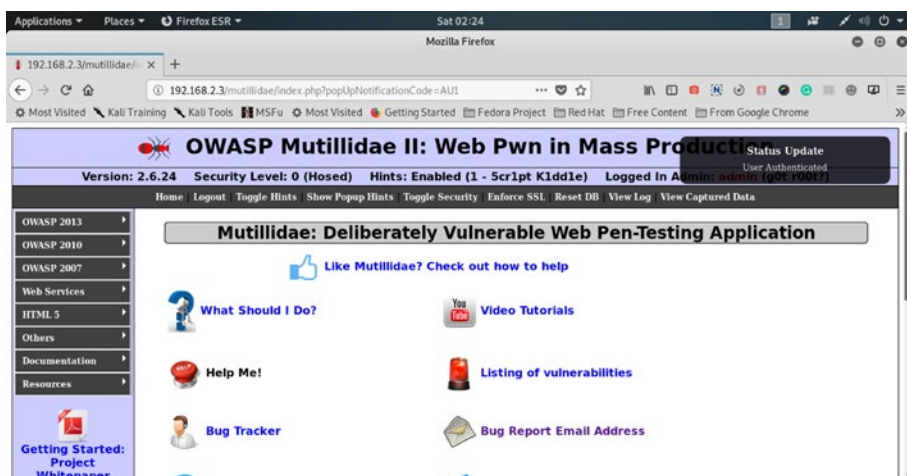 Applications Places Firefox ESR Sat 02:24 1
Mozilla Firefox
192.168.2.3/mutillidae/in × +
192.168.2.3/mutillidae/index.php?popUpNotificationCode=AU1
Most Visited Kali Training Kali Tools MSFu Most Visited Getting Started Fedora Project Red Hat Free Content From Google Chrome »
OWASP Mutillidae II: Web Pwn in Mass Production
Status Update
User Authenticated
Version: 2.6.24 Security Level: 0 (Hosed) Hints: Enabled (1 - 5cr1pt K1dd1e) Logged In Admin: admin (g0t r00t?)
Home Logout Toggle Hints Show Popup Hints Toggle Security Enforce SSL Reset DB View Log View Captured Data
OWASP 2013
OWASP 2010
OWASP 2007
Web Services
HTML 5
Others
Documentation
Resources
Getting Started:
Project
Whitepaper
Mutillidae: Deliberately Vulnerable Web Pen-Testing Application
Like Mutillidae? Check out how to help
What Should I Do?
You
Tube
Video Tutorials
Help Me!
Listing of vulnerabilities
Bug Tracker
Bug Report Email Address